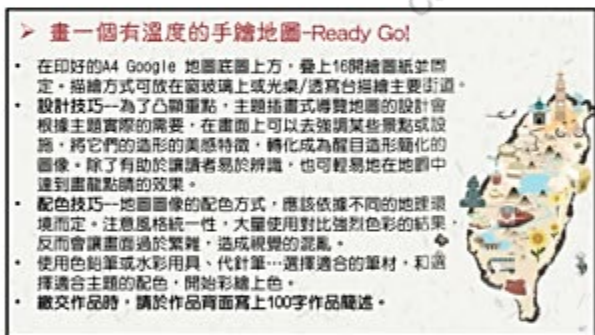 ➤ 畫一個有溫度的手繪地圖-Ready Go!
• 在印好的A4 Google 地圖底圖上方，疊上16開繪圖紙並固
定。描繪方式可放在窗玻璃上或光桌/透寫台描繪主要街道。
• 設計技巧--為了凸顯重點，主題插畫式導覽地圖的設計會
根據主題實際的需要，在畫面上可以去強調某些景點或設
施，將它們的造形的美感特徵，轉化成為醒目造形簡化的
圖像。除了有助於讓讀者易於辨識，也可輕易地在地圖中
達到畫龍點睛的效果。
• 配色技巧--地圖圖像的配色方式，應該依據不同的地理環
境而定。注意風格統一性，大量使用對比強烈色彩的結果，
反而會讓畫面過於繁雜，造成視覺的混亂。
• 使用色鉛筆或水彩用具、代針筆…選擇適合的筆材，和選
擇適合主題的配色，開始彩繪上色。
• 繳交作品時，請於作品背面寫上100字作品簡述。